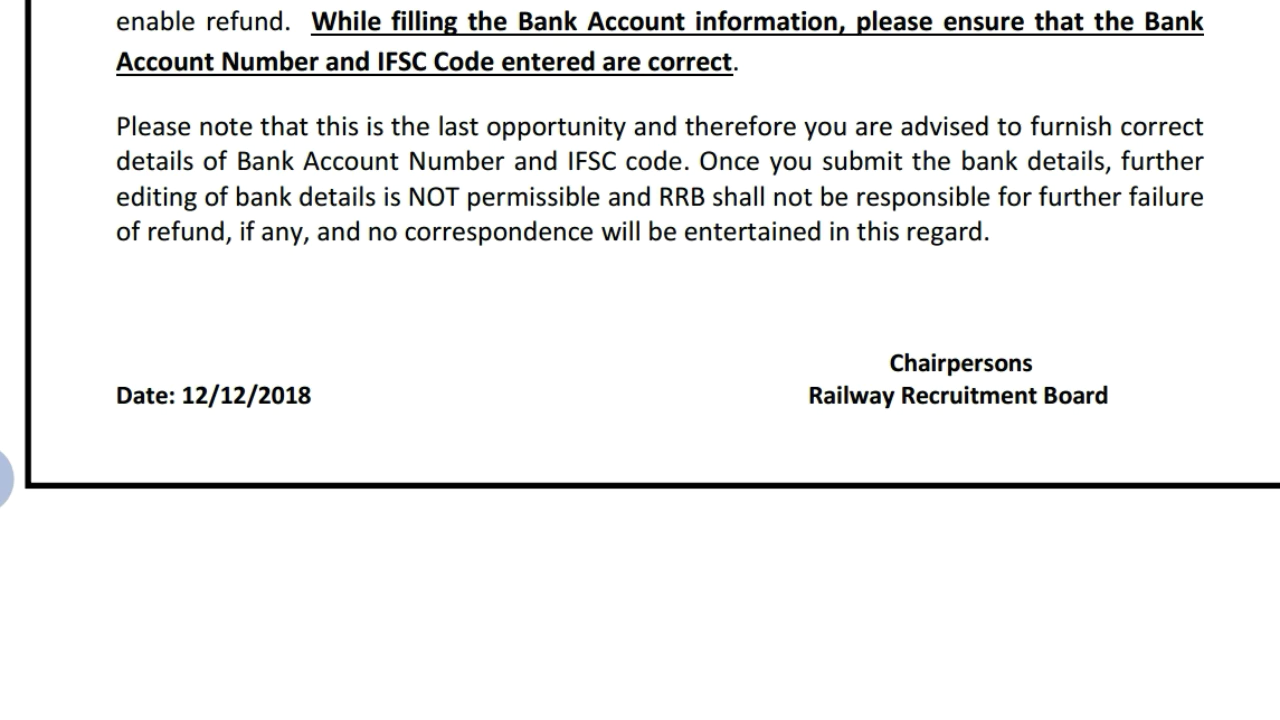 enable refund. While filling the Bank Account information, please ensure that the Bank
Account Number and IFSC Code entered are correct.
Please note that this is the last opportunity and therefore you are advised to furnish correct
details of Bank Account Number and IFSC code. Once you submit the bank details, further
editing of bank details is NOT permissible and RRB shall not be responsible for further failure
of refund, if any, and no correspondence will be entertained in this regard.
Chairpersons
Date: 12/12/2018 Railway Recruitment Board